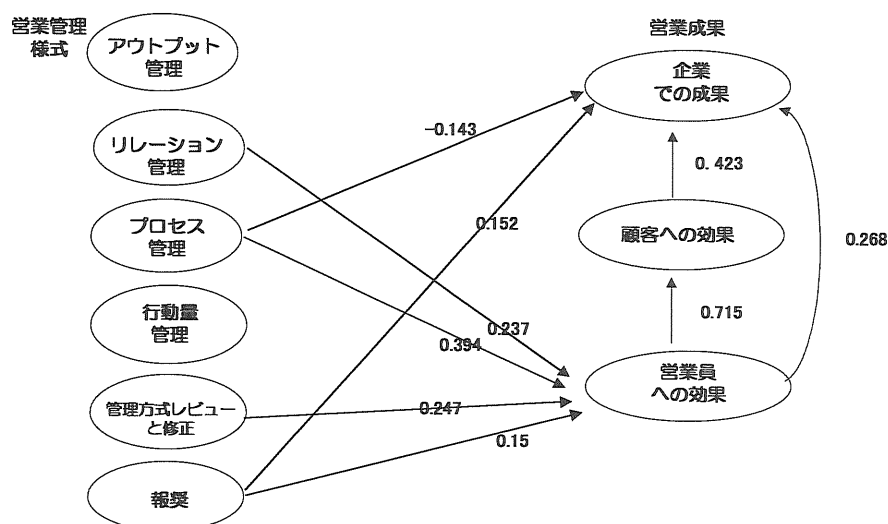 営業管理
様式
アウトプット
管理
リレーション
管理
プロセス
管理
行動量
管理
管理方式レビュー
と修正
報奨
-0.143
0.152
0.237
0.394
0.247
0.15
営業成果
企業
での成果
0.423
顧客への効果
0.268
0.715
営業員
への効果